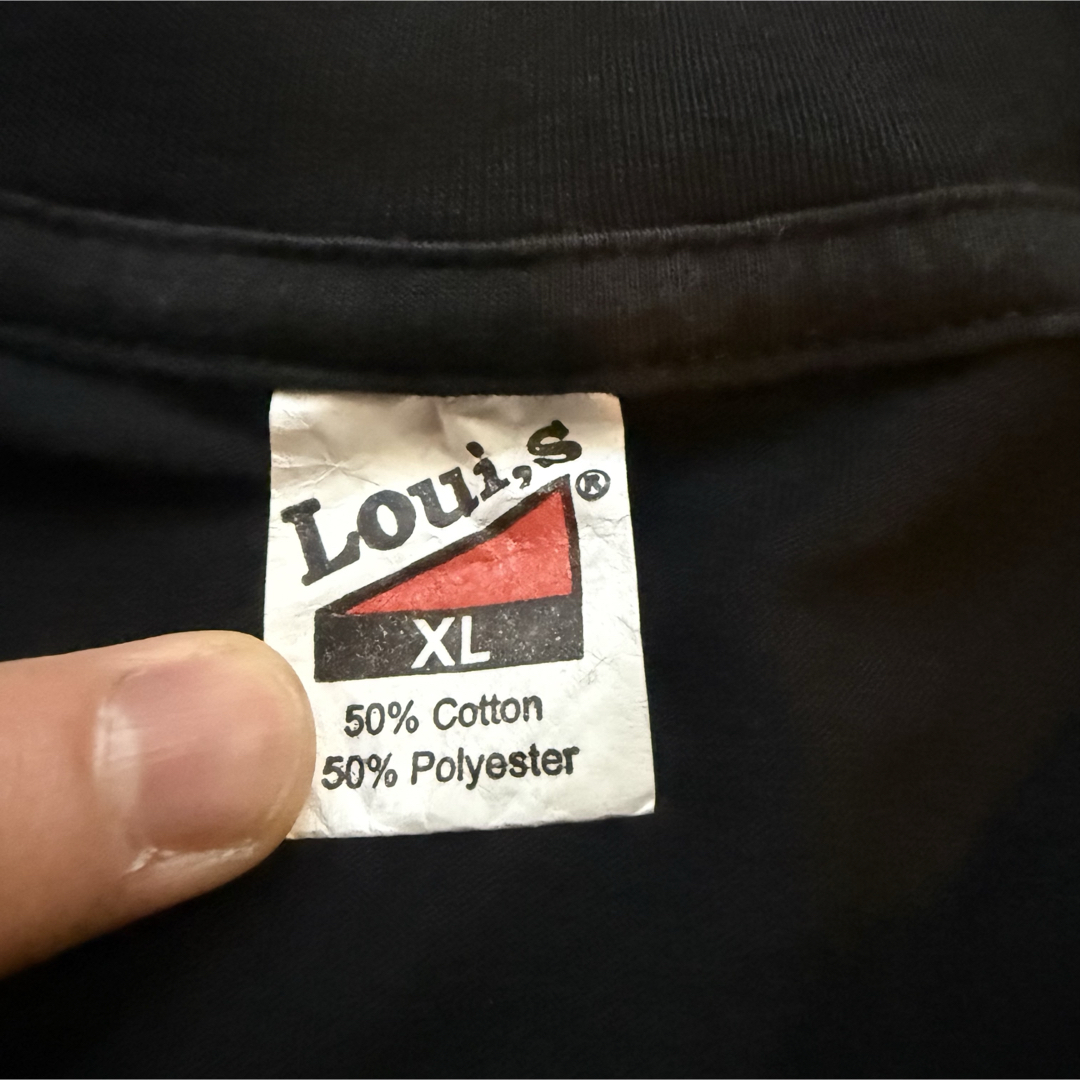 Loui,s ®
XL
50% Cotton
50% Polyester